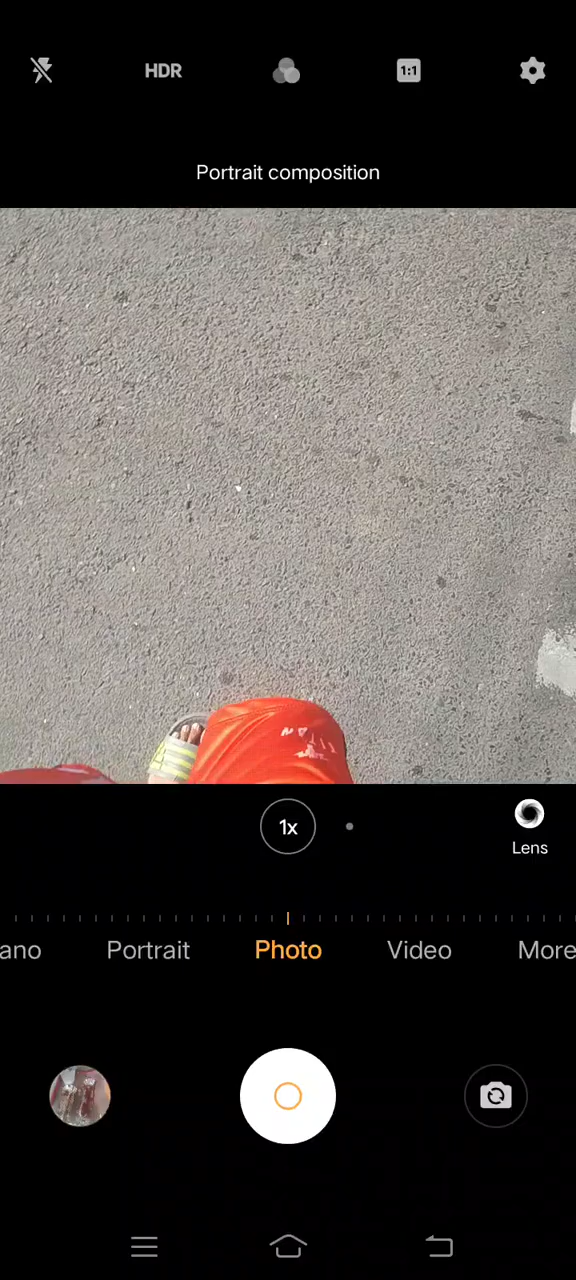 HDR
1:1
Portrait composition
1x
Lens
ano
Portrait
Photo
Video
More